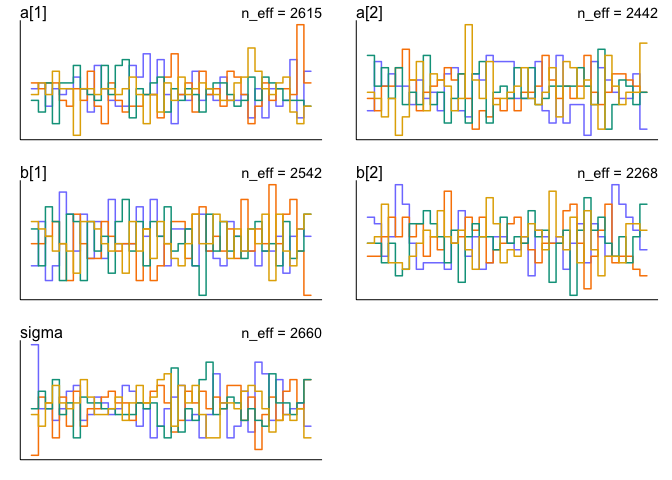 a[1] n_eff = 2615
a[2] n_eff = 2442
b[1] n_eff = 2542
b[2] n_eff = 2268
sigma n_eff = 2660